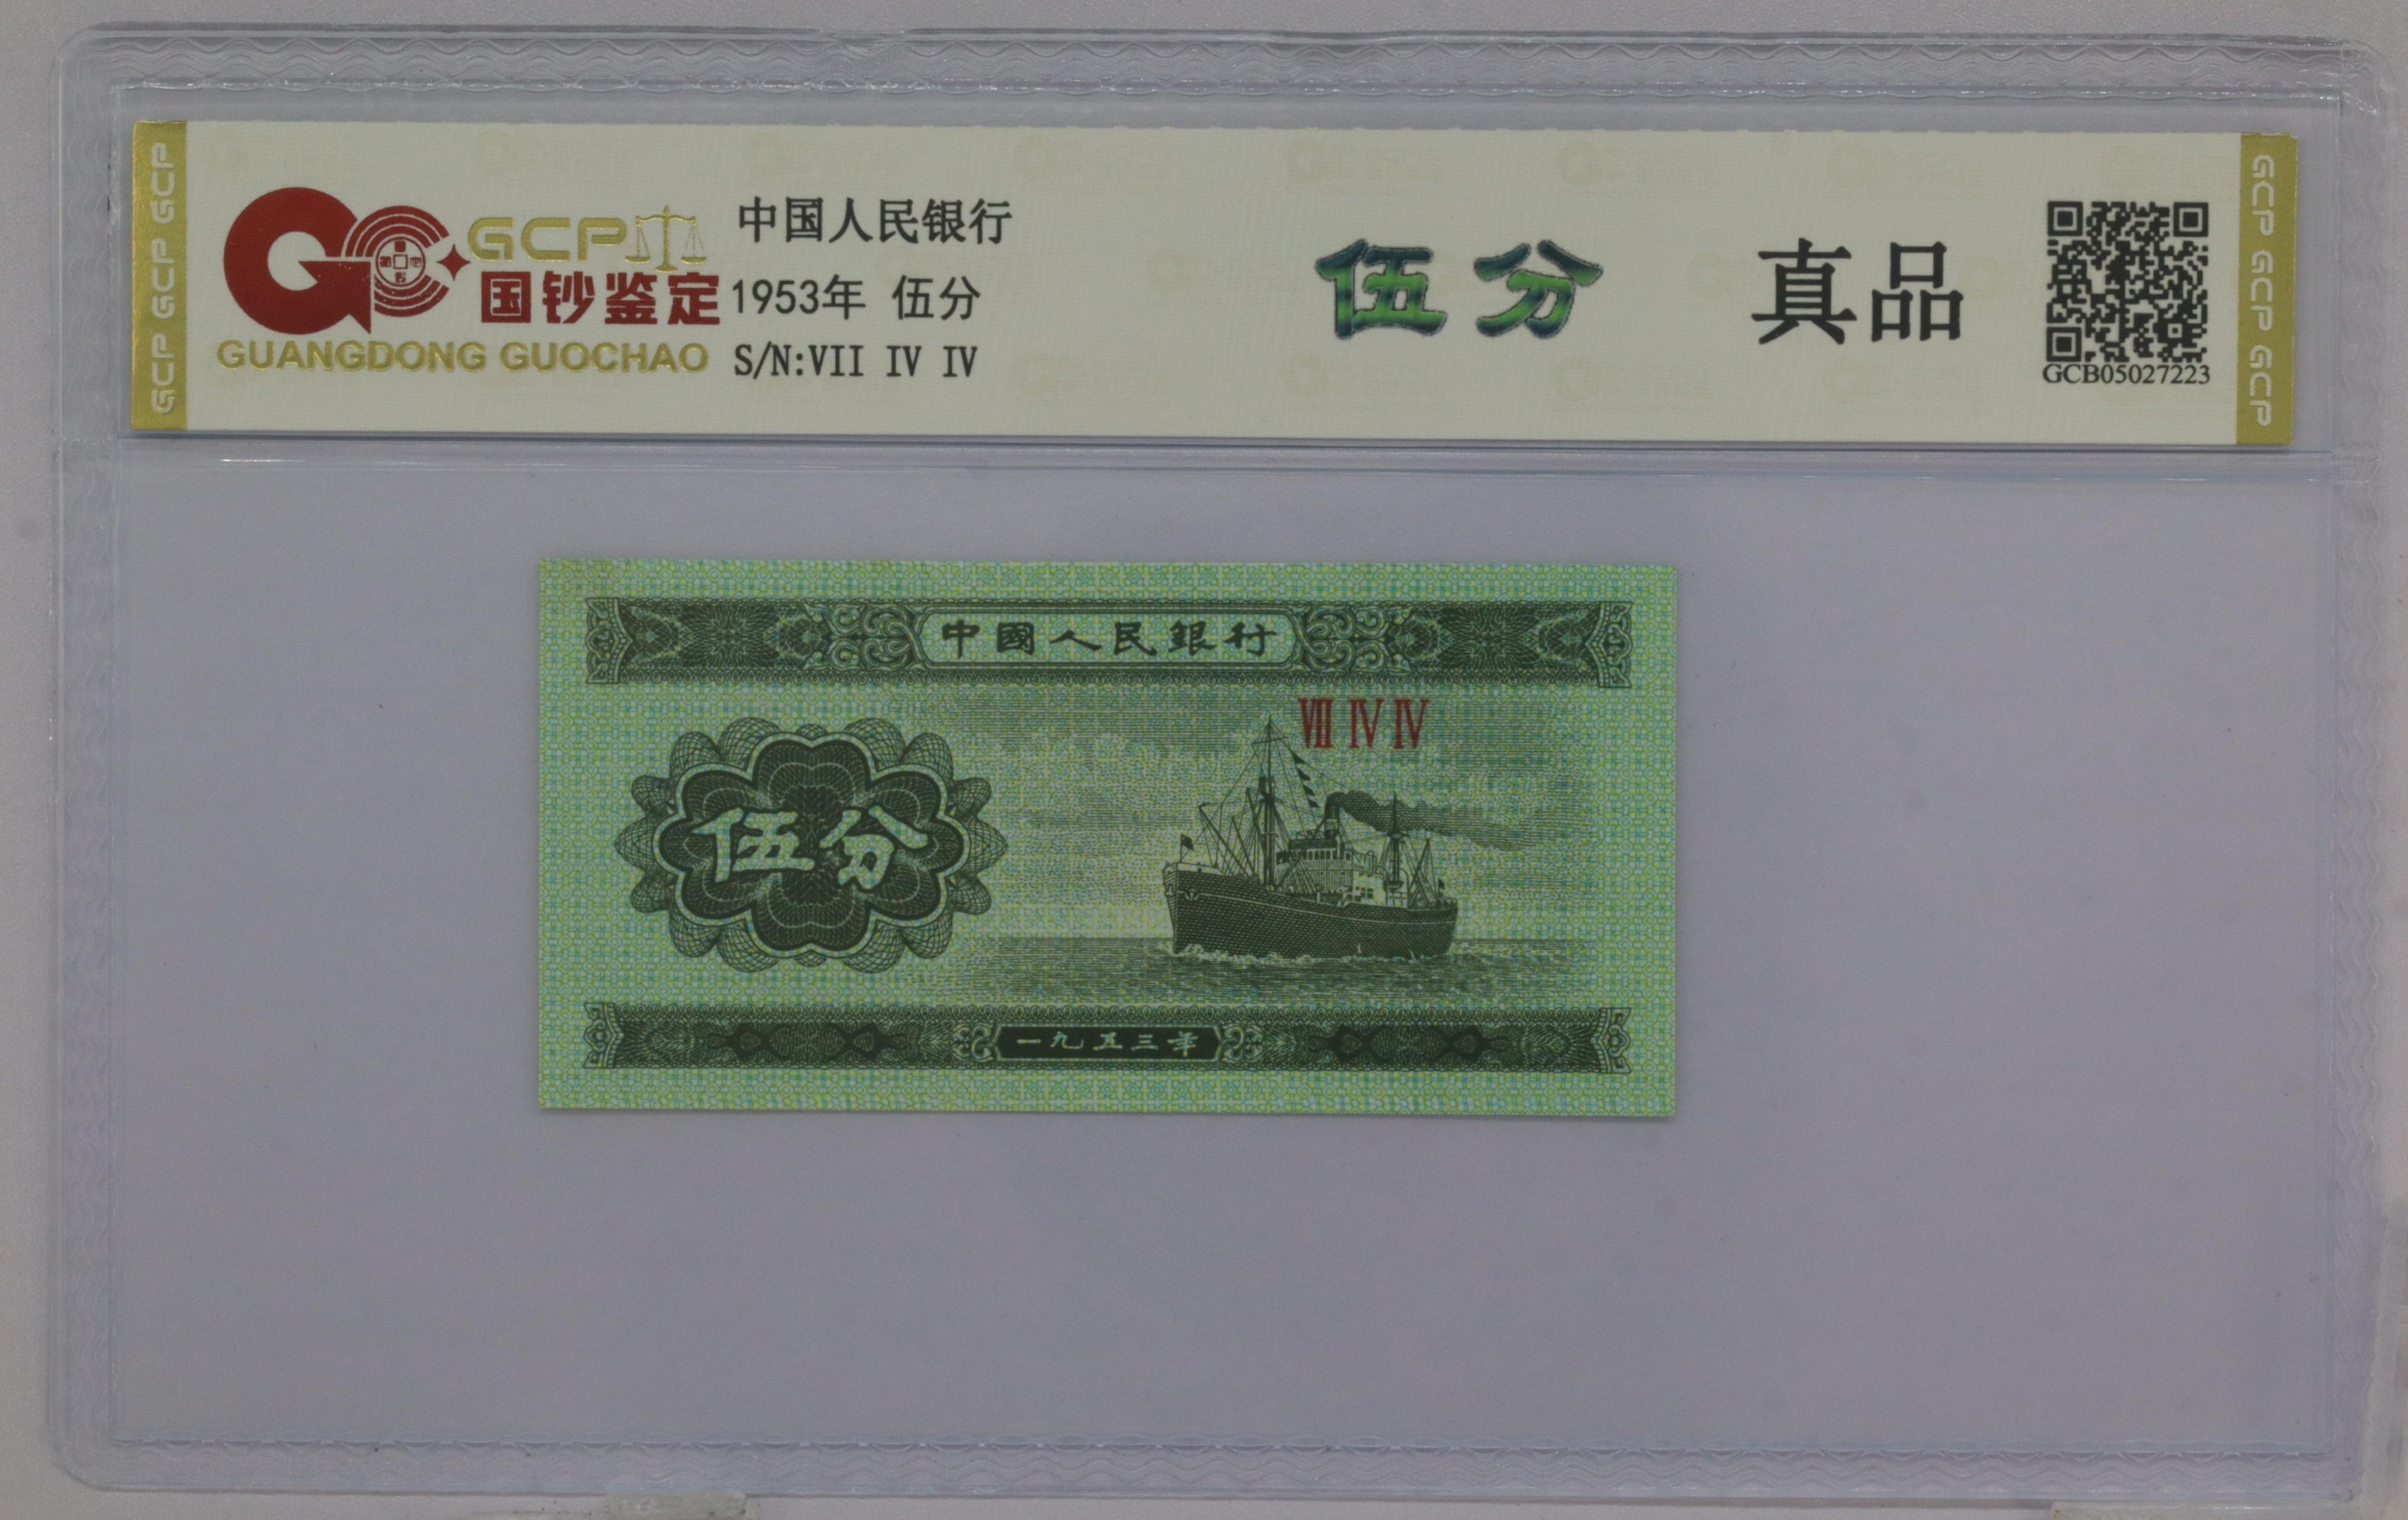 GCP GCP GCP
GCP
国钞鉴定
GUANGDONG GUOCHAO
中国人民银行
1953年 伍分
S/N:VII IV IV
伍分
真品
GCB05027223
GCP GCP GCP
中國人民銀行
VII IV IV
伍分
一九五三年